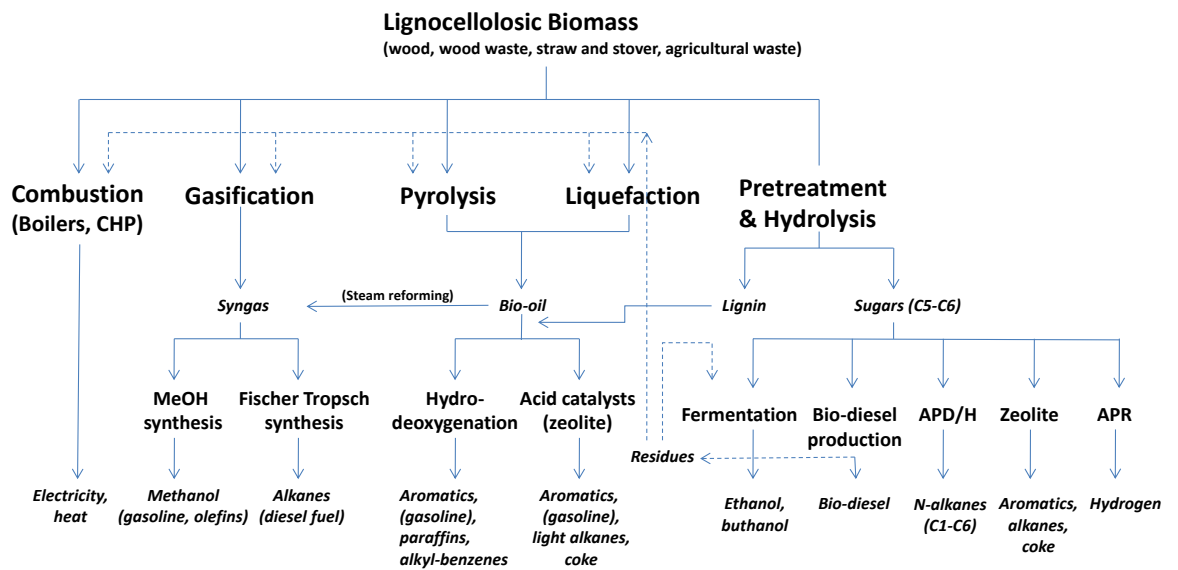 Lignocellolosic Biomass
(wood, wood waste, straw and stover, agricultural waste)
Combustion
(Boilers, CHP)
Gasification
Pyrolysis
Liquefaction
Pretreatment
& Hydrolysis
Syngas
(Steam reforming)
Bio-oil
Lignin
Sugars (C5-C6)
MeOH
synthesis
Fischer Tropsch
synthesis
Hydro-
deoxygenation
Acid catalysts
(zeolite)
Fermentation
Bio-diesel
production
APD/H
Zeolite
APR
Residues
Electricity,
heat
Methanol
(gasoline, olefins)
Alkanes
(diesel fuel)
Aromatics,
(gasoline),
paraffins,
alkyl-benzenes
Aromatics,
(gasoline),
light alkanes,
coke
Ethanol,
buthanol
Bio-diesel
N-alkanes
(C1-C6)
Aromatics,
alkanes,
coke
Hydrogen